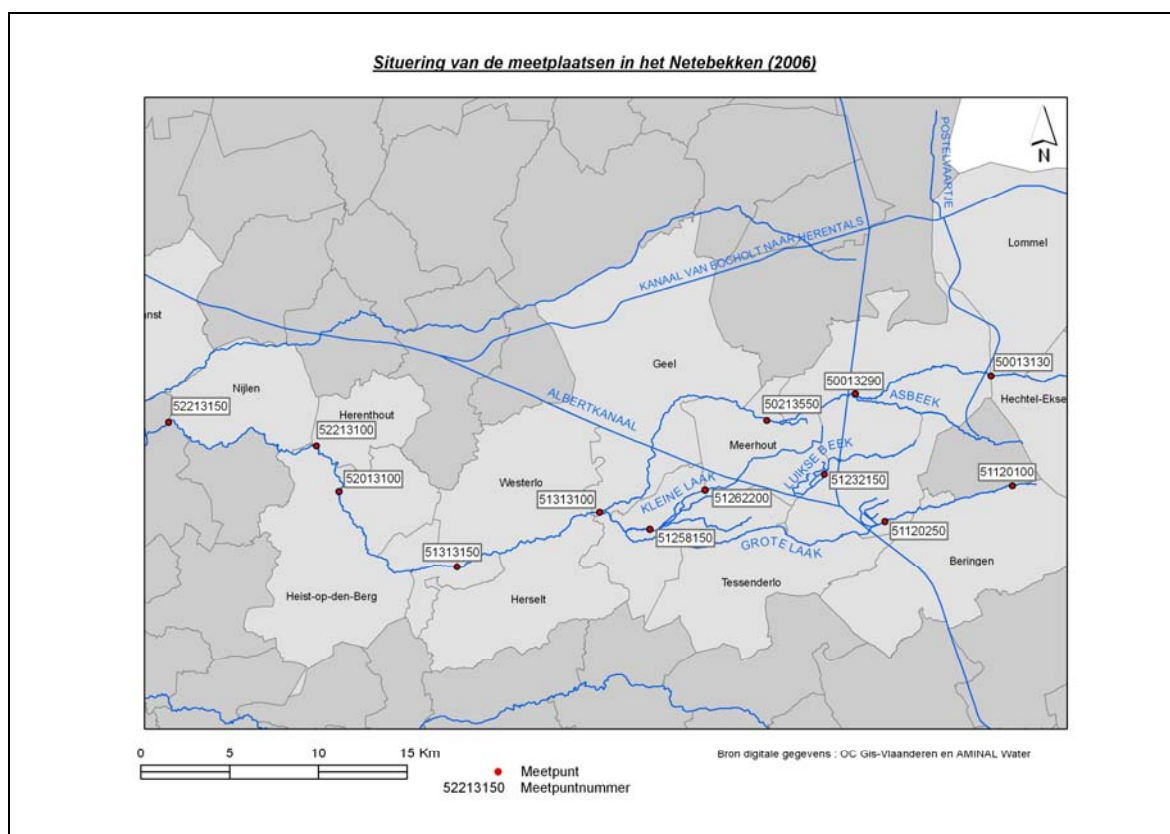 Situering van de meetplaatsen in het Netebekken (2006)
N
POSTELVAARTJE
Lommel
KANAAL VAN BOCHOLT NAAR HERENTALS
anst
Geel
50013130
Nijlen
50013290
Hechtel-Ekse
52213150
Herenthout
ALBERTKANAAL
50213550
ASBEEK
52213100
Meerhout
LUIKSE BEEK
51120100
52013100
Westerlo
51313100
KLEINE LAAK
51262200
51232150
51258150
51120250
GROTE LAAK
51313150
Beringen
Heist-op-den-Berg
Herselt
Tessenderlo
0 5 10 15 Km
Bron digitale gegevens : OC Gis-Vlaanderen en AMINAL Water
Meetpunt
52213150 Meetpuntnummer